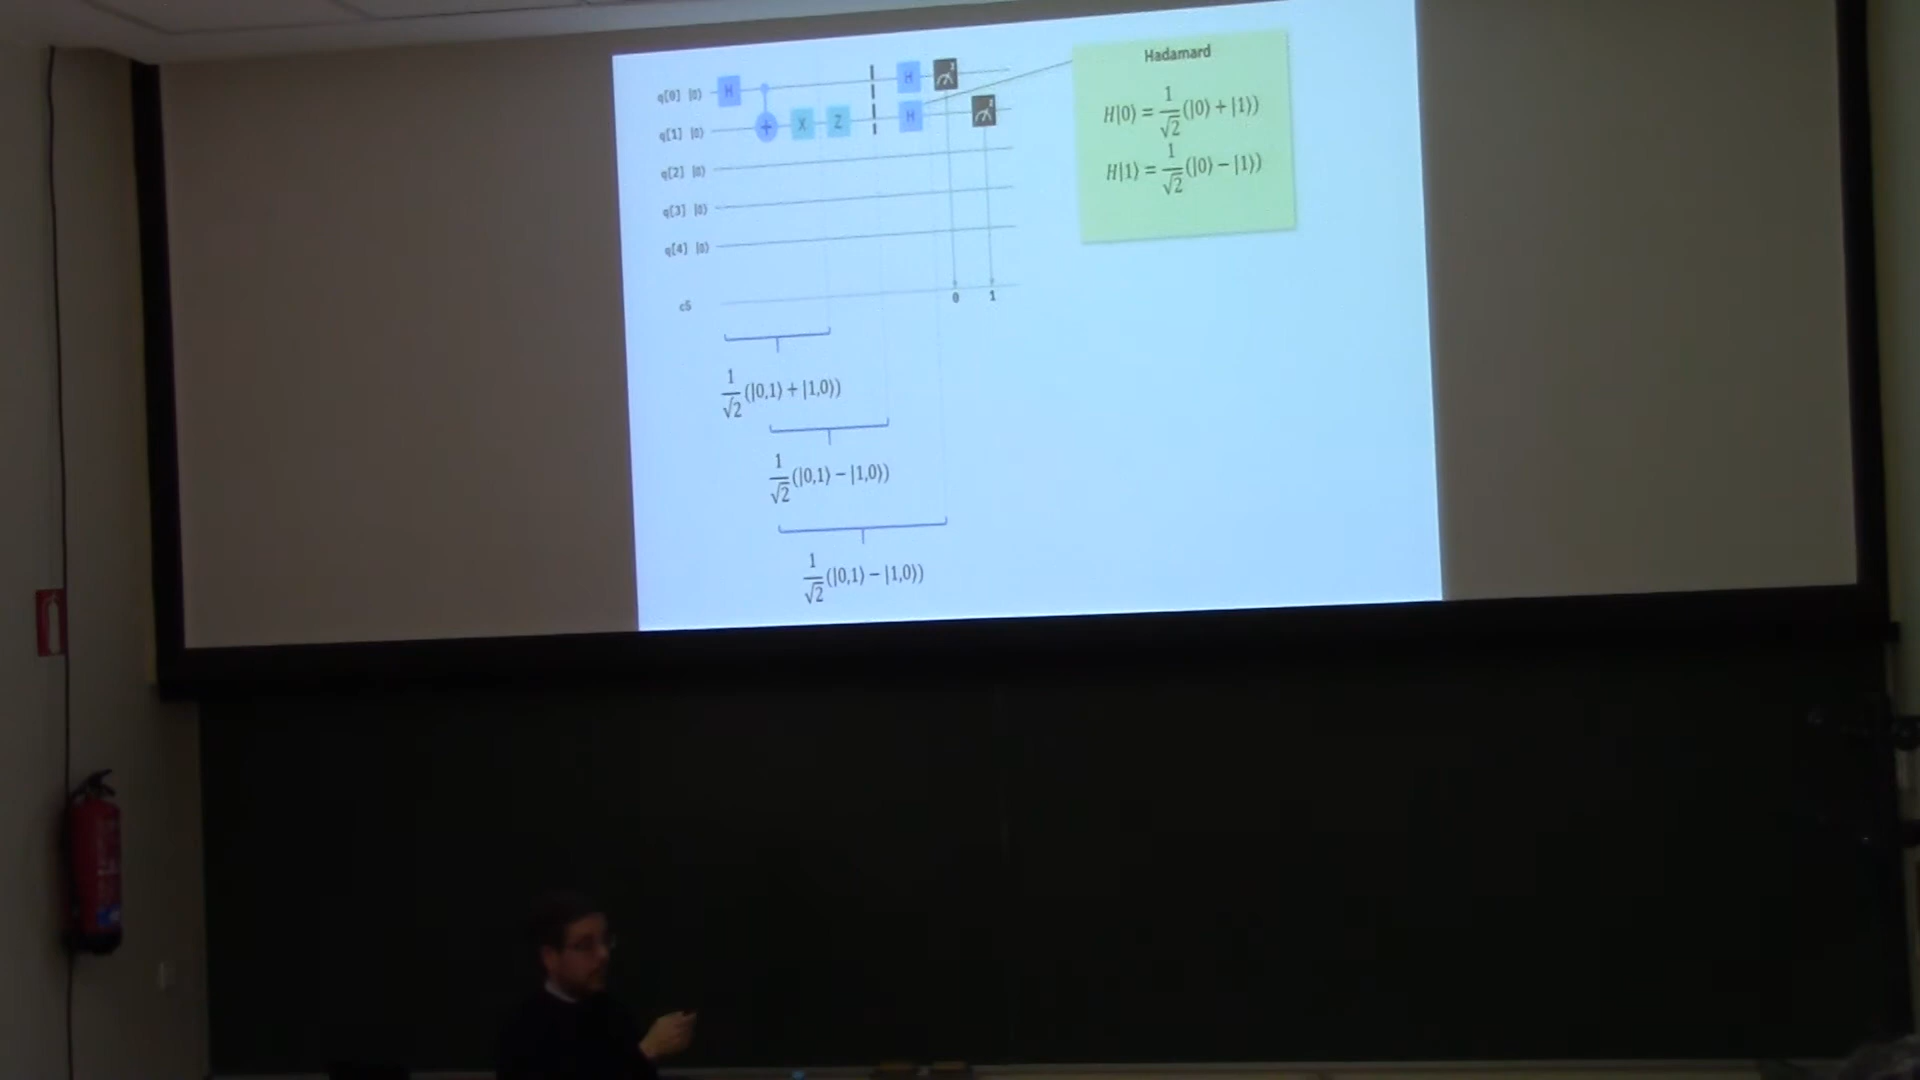 q[0] |0⟩ H H
q[1] |0⟩ + X Z H
q[2] |0⟩
q[3] |0⟩
q[4] |0⟩
c5 0 1
Hadamard
H|0⟩ = 1/√2 (|0⟩ + |1⟩)
H|1⟩ = 1/√2 (|0⟩ − |1⟩)
1/√2 (|0,1⟩ + |1,0⟩)
1/√2 (|0,1⟩ − |1,0⟩)
1/√2 (|0,1⟩ − |1,0⟩)